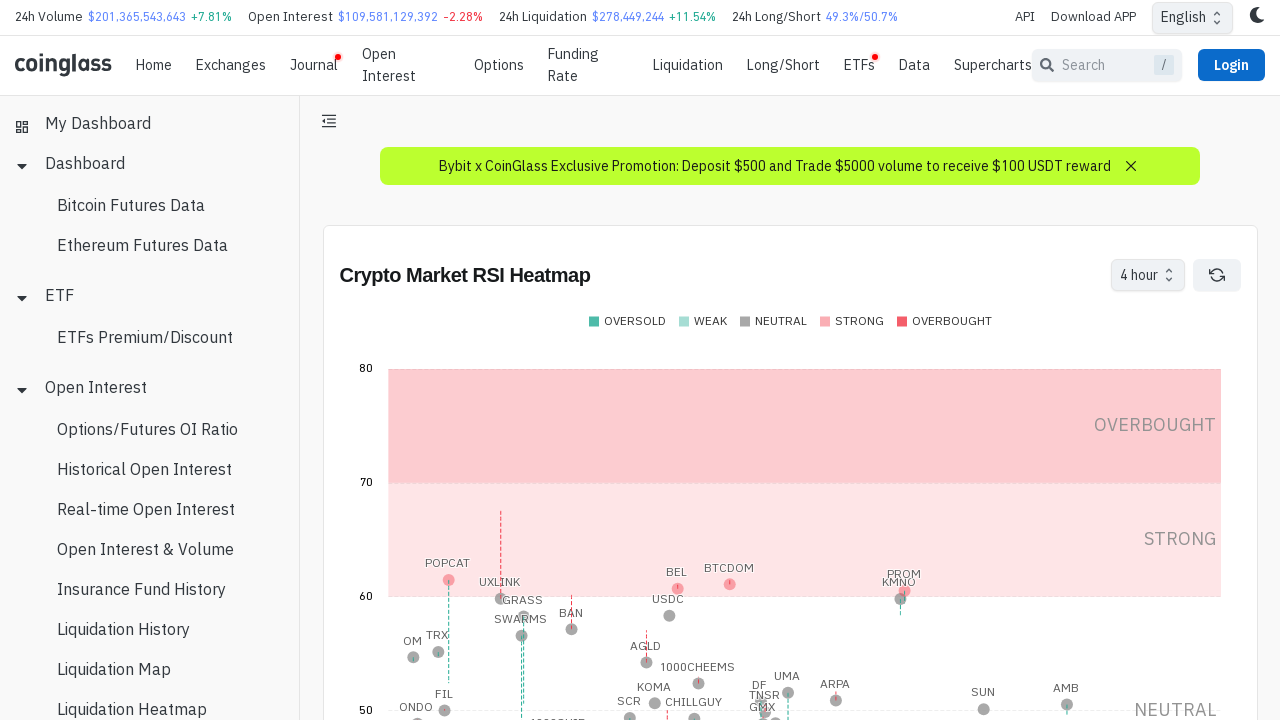 24h Volume $201,365,543,643 +7.81% Open Interest $109,581,129,392 -2.28% 24h Liquidation $278,449,244 +11.54% 24h Long/Short 49.3%/50.7% API Download APP English
coinglass Home Exchanges Journal Open Interest Options Funding Rate Liquidation Long/Short ETFs Data Supercharts Search / Login
My Dashboard
Dashboard
Bitcoin Futures Data
Ethereum Futures Data
ETF
ETFs Premium/Discount
Open Interest
Options/Futures OI Ratio
Historical Open Interest
Real-time Open Interest
Open Interest & Volume
Insurance Fund History
Liquidation History
Liquidation Map
Liquidation Heatmap
Bybit x CoinGlass Exclusive Promotion: Deposit $500 and Trade $5000 volume to receive $100 USDT reward
Crypto Market RSI Heatmap 4 hour
OVERSOLD WEAK NEUTRAL STRONG OVERBOUGHT
80
OVERBOUGHT
70
STRONG
POPCAT
BEL
BTCDOM
PROM
UXLINK
KMNO
60
GRASS
USDC
SWARMS
BAN
OM
TRX
AGLD
1000CHEEMS
UMA
KOMA
DF
ARPA
FIL
TNSR
SUN
AMB
ONDO
SCR
CHILLGUY
GMX
50
NEUTRAL